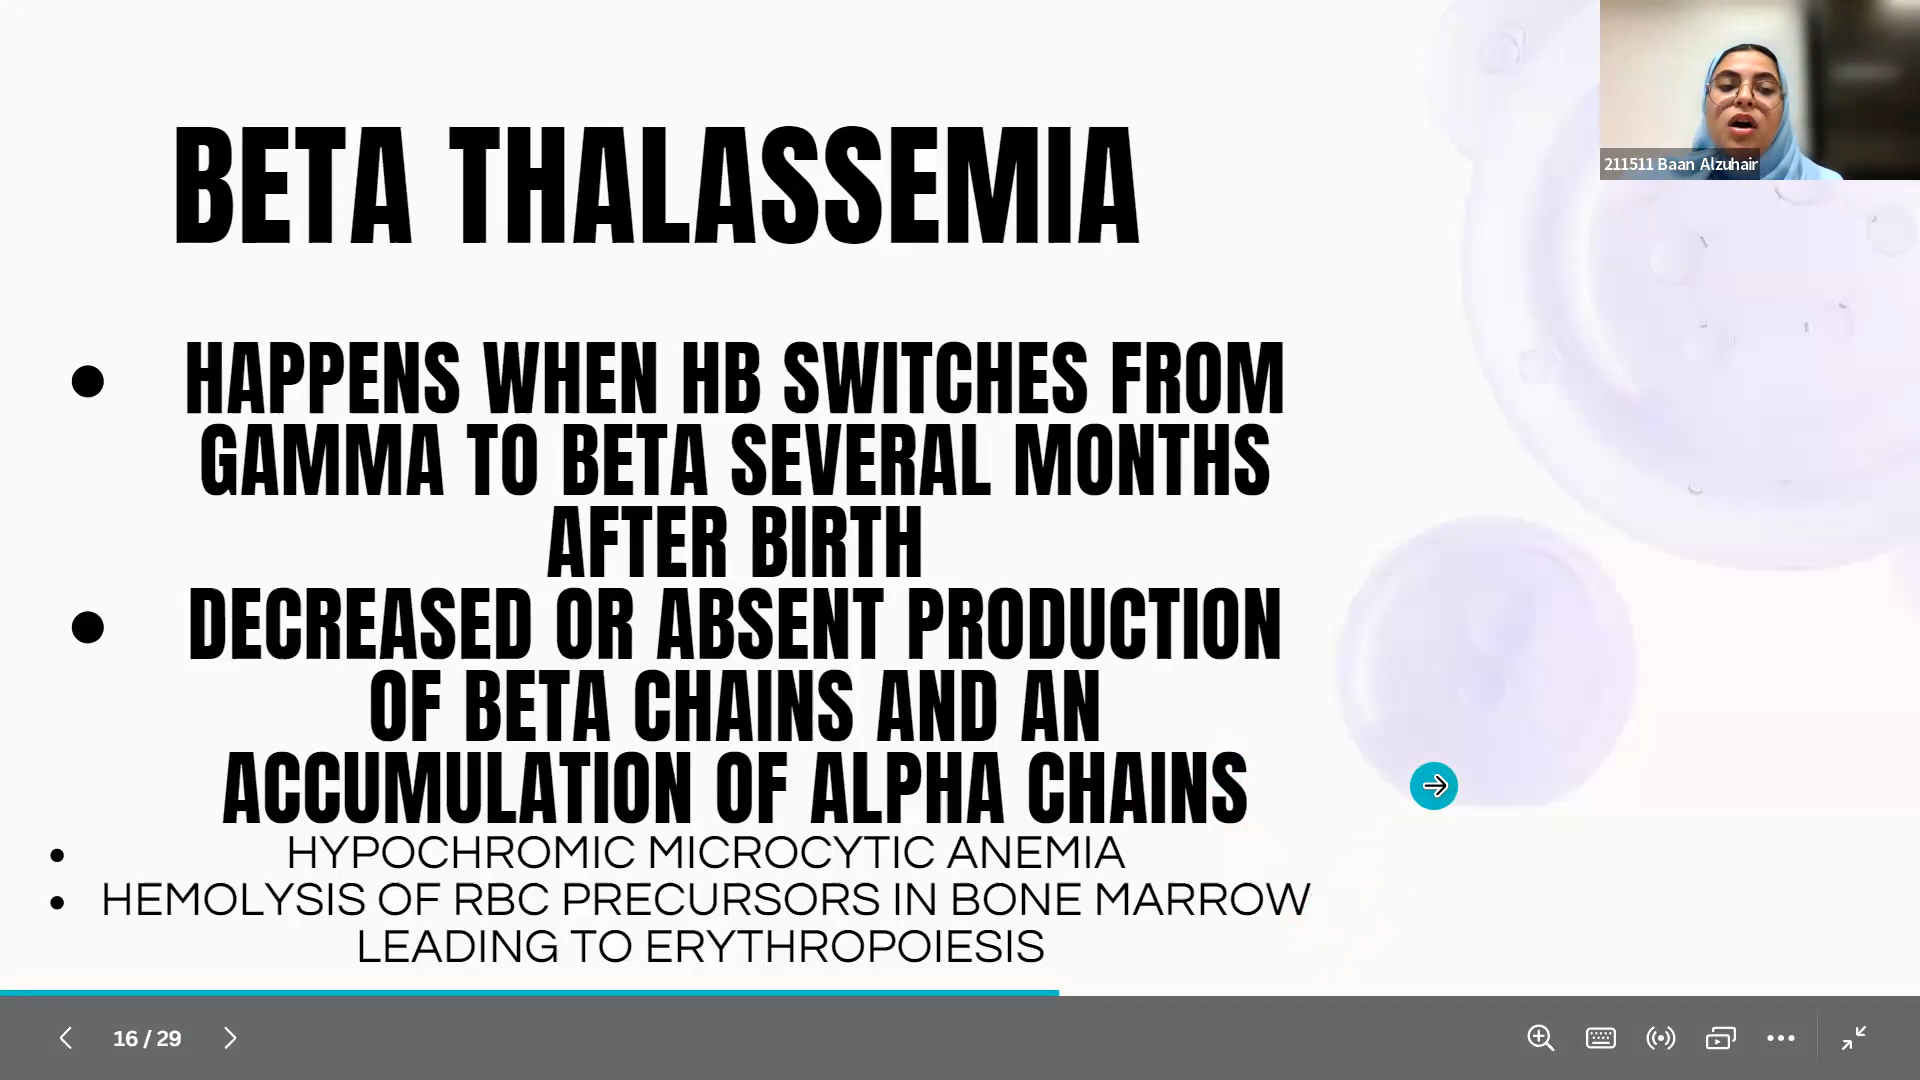 211511 Baan Alzuhair
BETA THALASSEMIA
• HAPPENS WHEN HB SWITCHES FROM
GAMMA TO BETA SEVERAL MONTHS
AFTER BIRTH
• DECREASED OR ABSENT PRODUCTION
OF BETA CHAINS AND AN
ACCUMULATION OF ALPHA CHAINS
• HYPOCHROMIC MICROCYTIC ANEMIA
• HEMOLYSIS OF RBC PRECURSORS IN BONE MARROW
LEADING TO ERYTHROPOIESIS
16 / 29